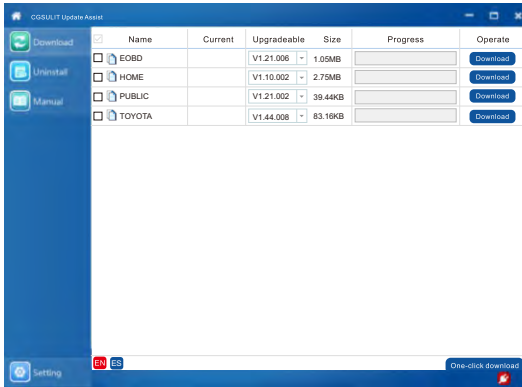 CGSULIT Update Assist
Download
Uninstall
Manual
Name Current Upgradeable Size Progress Operate
EOBD V1.21.006 1.05MB Download
HOME V1.10.002 2.75MB Download
PUBLIC V1.21.002 39.44KB Download
TOYOTA V1.44.008 83.16KB Download
EN ES
One-click download
Setting